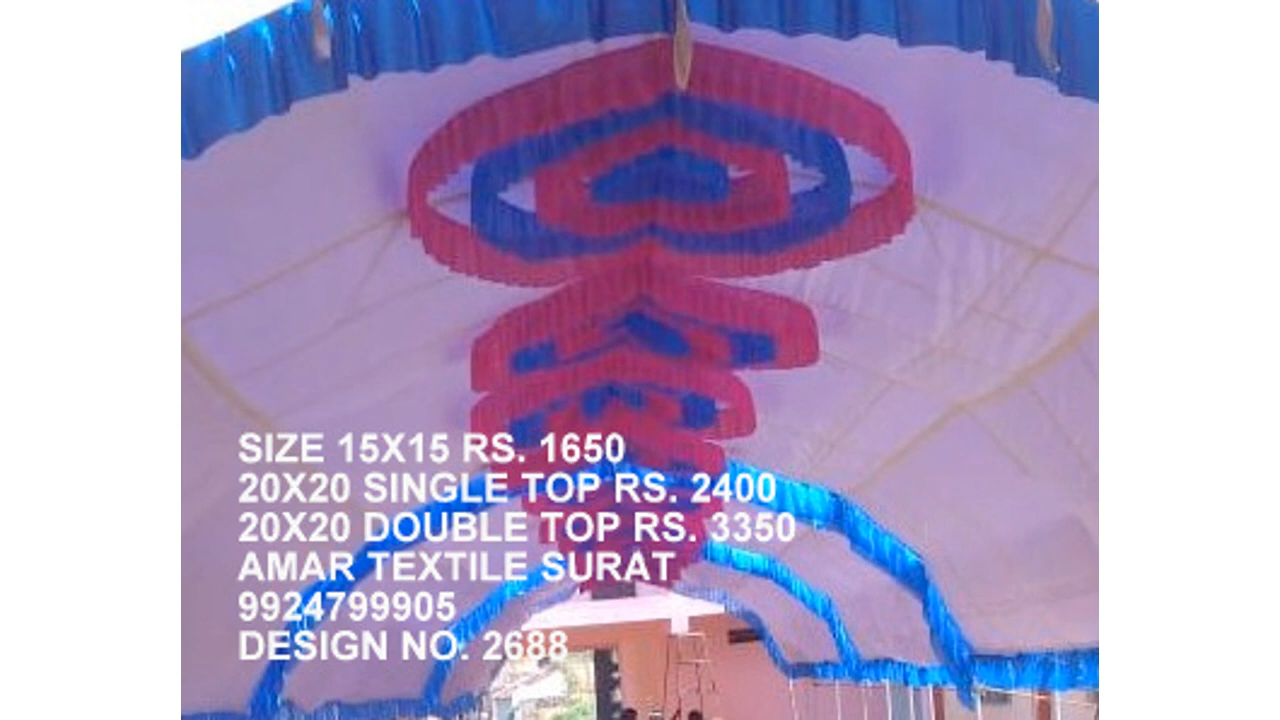 SIZE 15X15 RS. 1650
20X20 SINGLE TOP RS. 2400
20X20 DOUBLE TOP RS. 3350
AMAR TEXTILE SURAT
9924799905
DESIGN NO. 2688